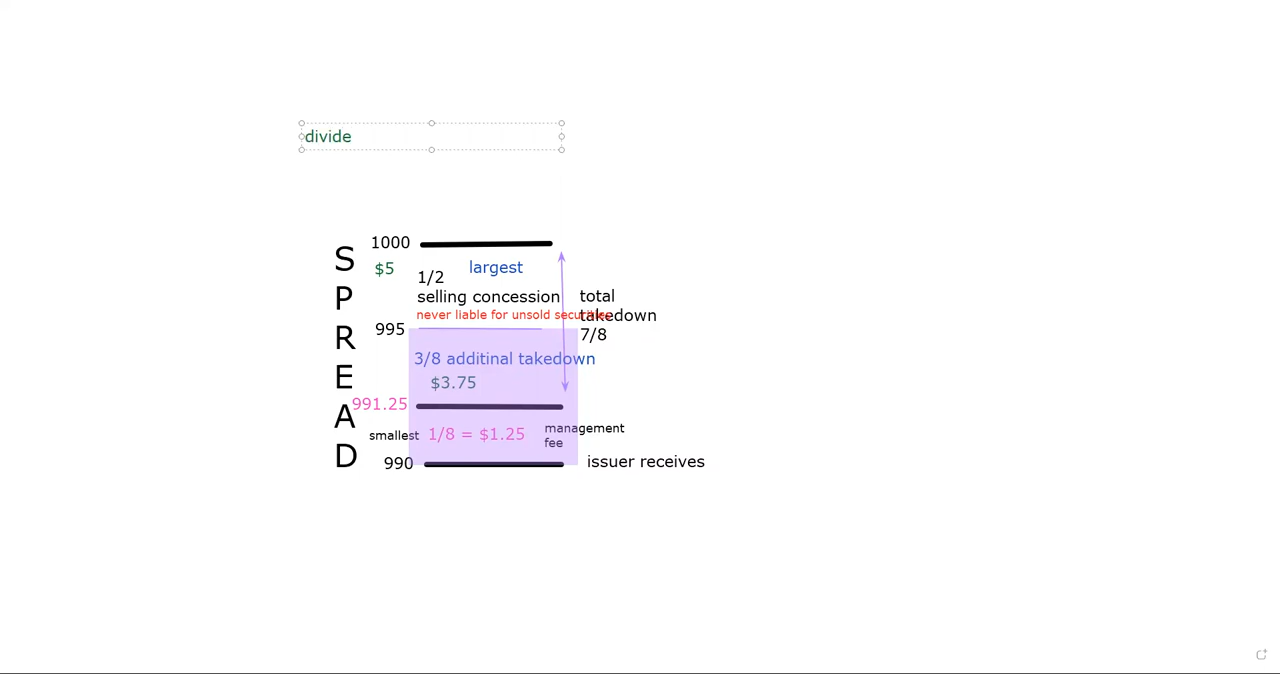 divide
SPREAD
1000
$5
largest
1/2
selling concession
never liable for unsold securities
total
takedown
7/8
995
3/8 additinal takedown
$3.75
991.25
smallest
1/8 = $1.25
management
fee
990
issuer receives